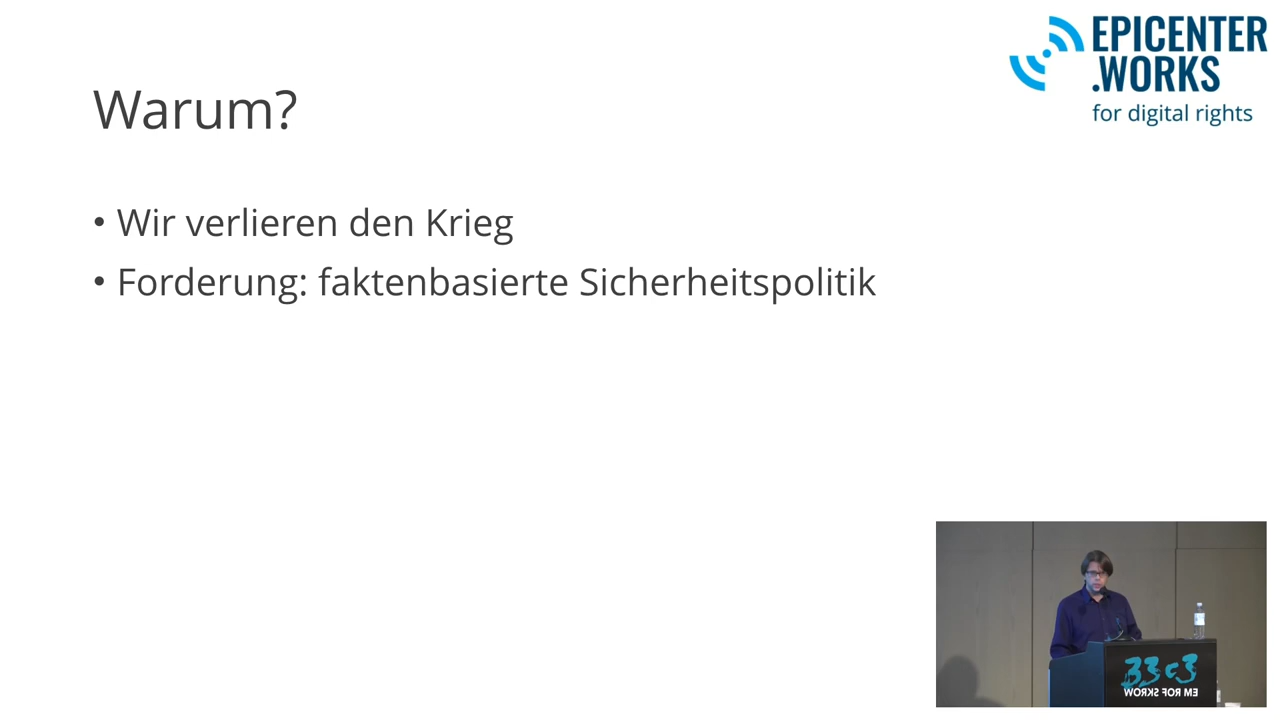 EPICENTER
.WORKS
for digital rights
Warum?
• Wir verlieren den Krieg
• Forderung: faktenbasierte Sicherheitspolitik
33c3
WORKS FOR ME